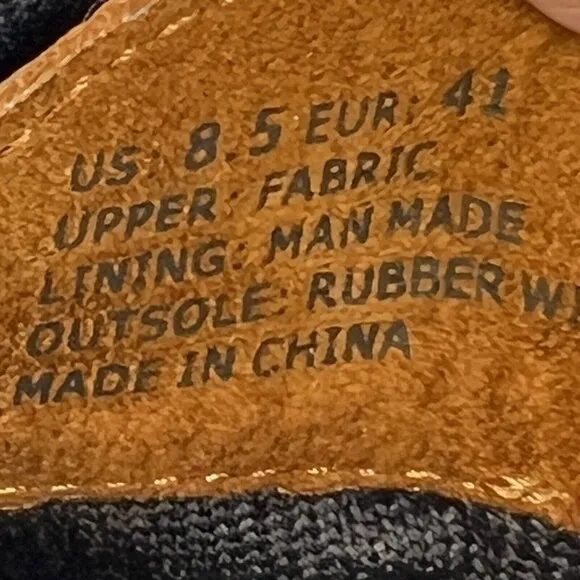 US: 8.5 EUR: 41
UPPER: FABRIC
LINING: MAN MADE
OUTSOLE: RUBBER
MADE IN CHINA